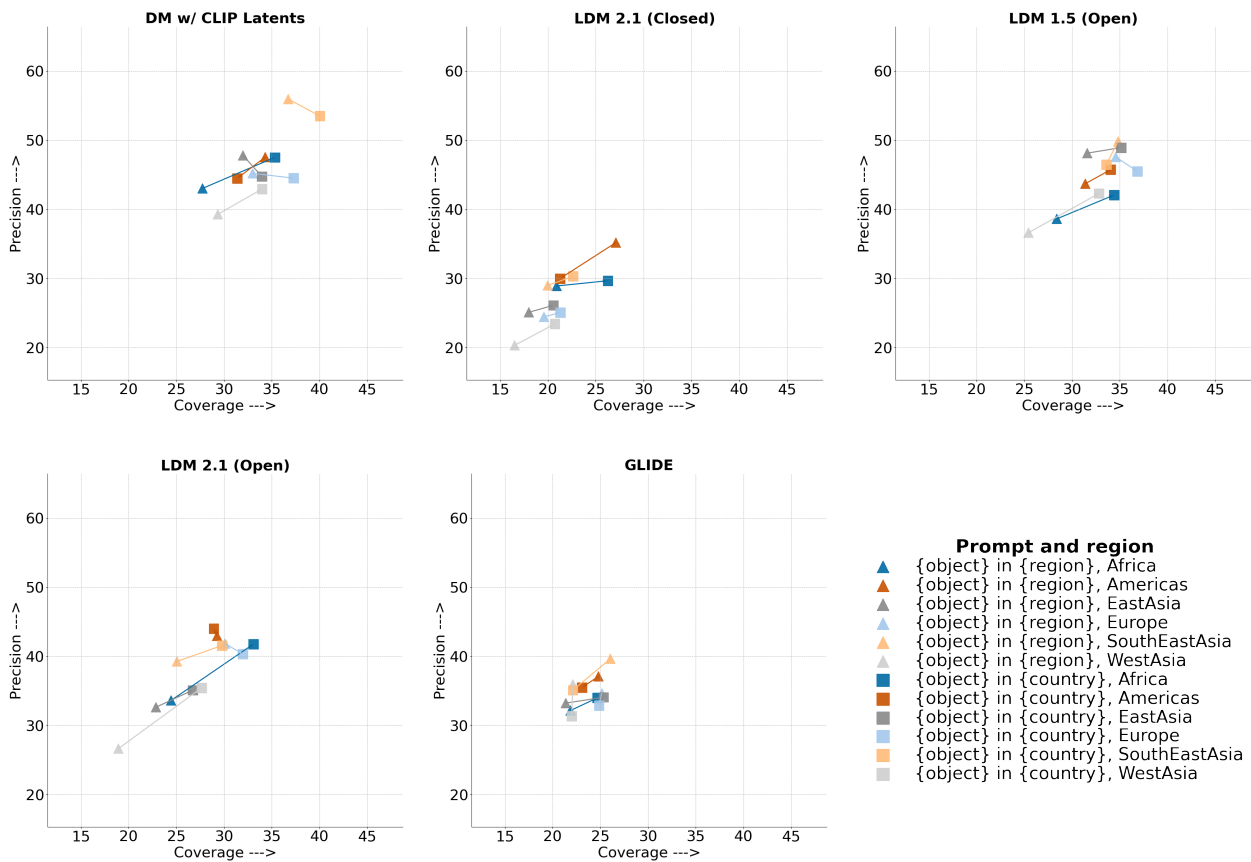 DM w/ CLIP Latents
Precision --->
60
50
40
30
20
15 20 25 30 35 40 45
Coverage --->
LDM 2.1 (Closed)
Precision --->
60
50
40
30
20
15 20 25 30 35 40 45
Coverage --->
LDM 1.5 (Open)
Precision --->
60
50
40
30
20
15 20 25 30 35 40 45
Coverage --->
LDM 2.1 (Open)
Precision --->
60
50
40
30
20
15 20 25 30 35 40 45
Coverage --->
GLIDE
Precision --->
60
50
40
30
20
15 20 25 30 35 40 45
Coverage --->
Prompt and region
{object} in {region}, Africa
{object} in {region}, Americas
{object} in {region}, EastAsia
{object} in {region}, Europe
{object} in {region}, SouthEastAsia
{object} in {region}, WestAsia
{object} in {country}, Africa
{object} in {country}, Americas
{object} in {country}, EastAsia
{object} in {country}, Europe
{object} in {country}, SouthEastAsia
{object} in {country}, WestAsia